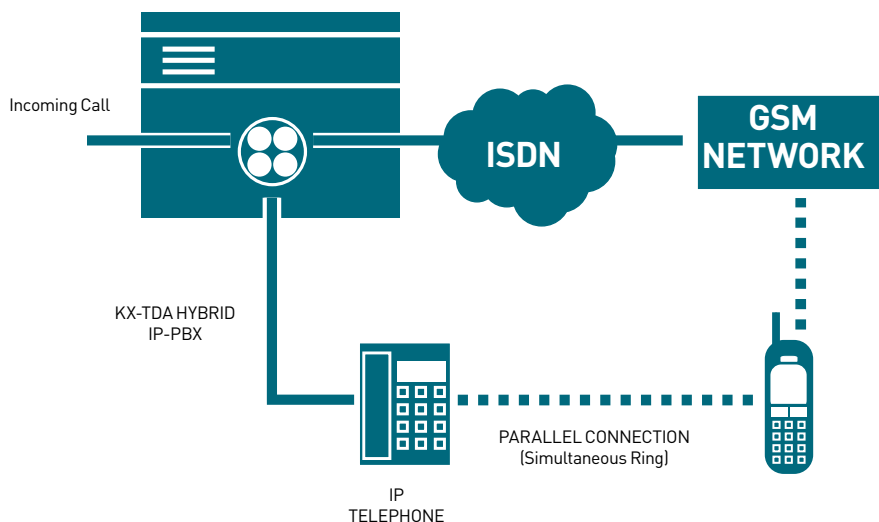 Incoming Call
ISDN
GSM
NETWORK
KX-TDA HYBRID
IP-PBX
PARALLEL CONNECTION
(Simultaneous Ring)
IP
TELEPHONE